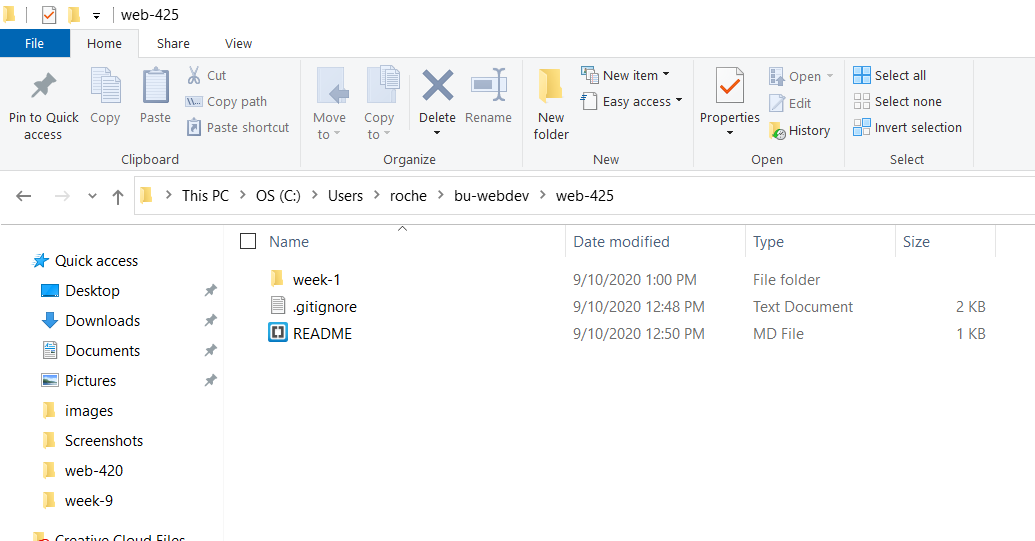 web-425
File Home Share View
Pin to Quick access
Copy
Paste
Cut
Copy path
Paste shortcut
Clipboard
Move to
Copy to
Delete
Rename
Organize
New folder
New item
Easy access
New
Properties
Open
Edit
History
Open
Select all
Select none
Invert selection
Select
This PC > OS (C:) > Users > roche > bu-webdev > web-425
Name Date modified Type Size
Quick access
Desktop
Downloads
Documents
Pictures
images
Screenshots
web-420
week-9
Creative Cloud Files
week-1 9/10/2020 1:00 PM File folder
.gitignore 9/10/2020 12:48 PM Text Document 2 KB
README 9/10/2020 12:50 PM MD File 1 KB